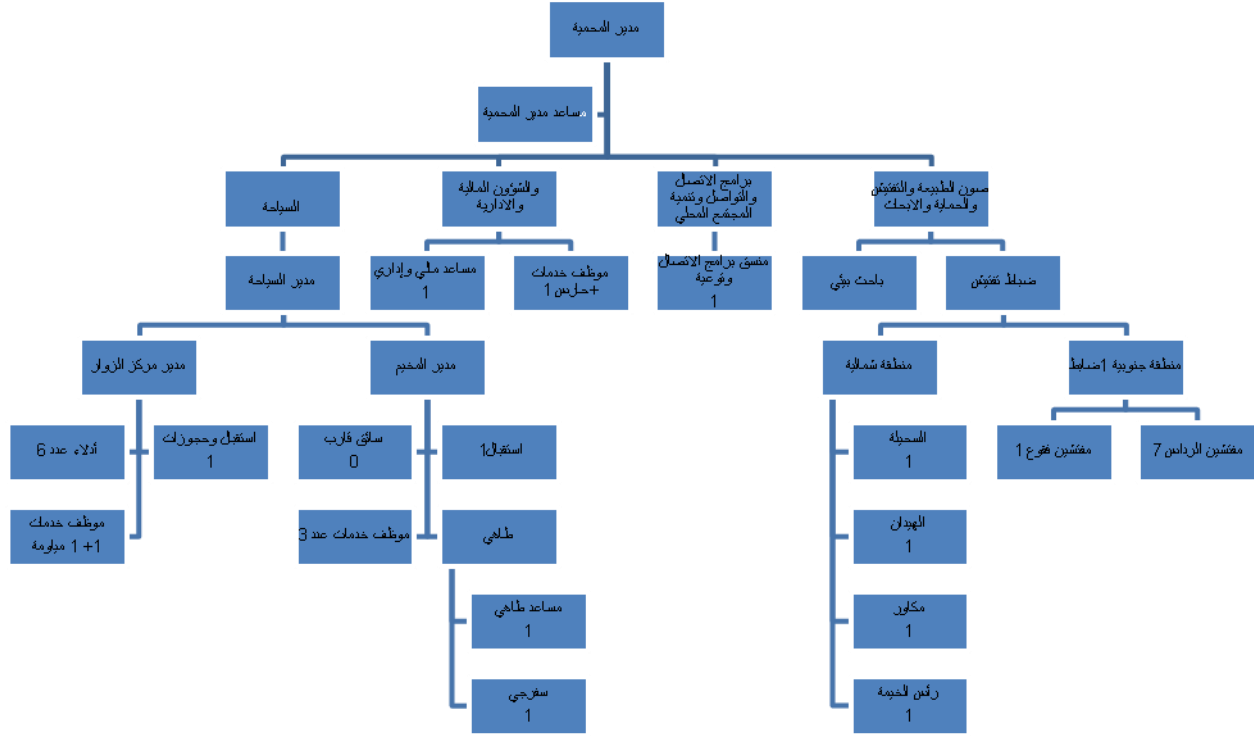 مدير المحمية
مساعد مدير المحمية
صون الطبيعة والتفتيش
والحماية والابحاث
برامج الاتصال
والتواصل وتنمية
المجتمع المحلي
والشؤون المالية
والادارية
السياحة
ضباط تفتيش
باحث بيئي
منسق برامج الاتصال
وتوعية
1
موظف خدمات
+حارس 1
مساعد مالي وإداري
1
مدير السياحة
منطقة جنوبية 1ضابط
منطقة شمالية
مدير المخيم
مدير مركز الزوار
مفتشين الردّاس 7
مفتشين فقوع 1
السحيلة
1
الهيدان
1
مكاور
1
رأس الخيمة
1
استقبال1
سائق قارب
0
طاهي
موظف خدمات عدد 3
مساعد طاهي
1
سفرجي
1
استقبال وحجوزات
1
أدلاء عدد 6
موظف خدمات
1+ 1 مياومة